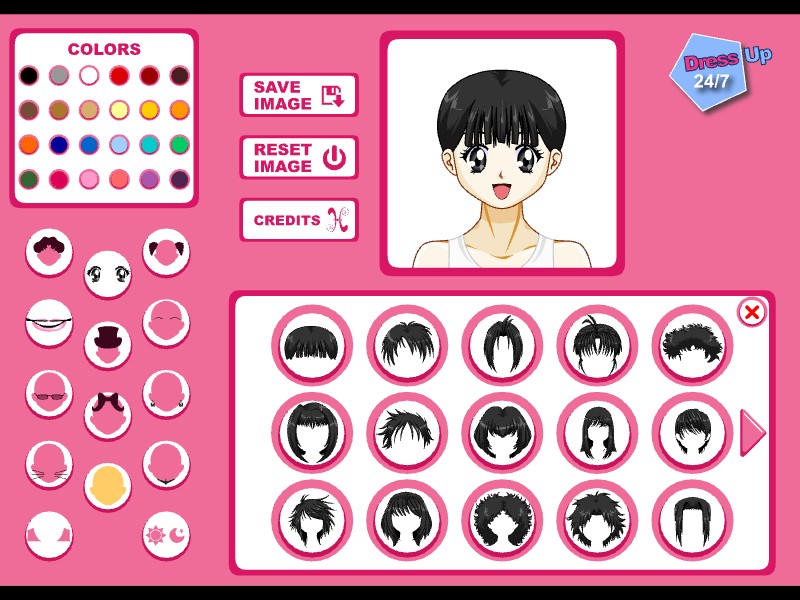 COLORS
SAVE
IMAGE
RESET
IMAGE
CREDITS
Dress Up
24/7